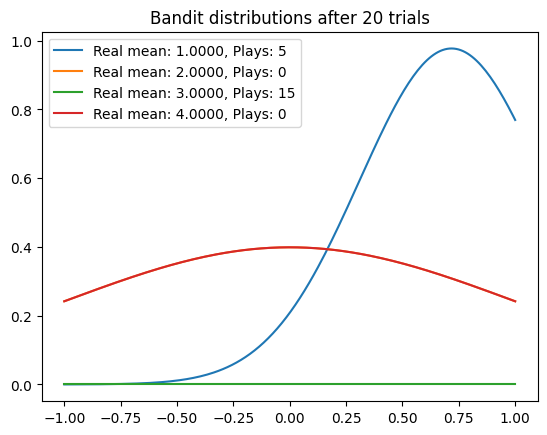 Bandit distributions after 20 trials
Real mean: 1.0000, Plays: 5
Real mean: 2.0000, Plays: 0
Real mean: 3.0000, Plays: 15
Real mean: 4.0000, Plays: 0
1.0
0.8
0.6
0.4
0.2
0.0
−1.00 −0.75 −0.50 −0.25 0.00 0.25 0.50 0.75 1.00